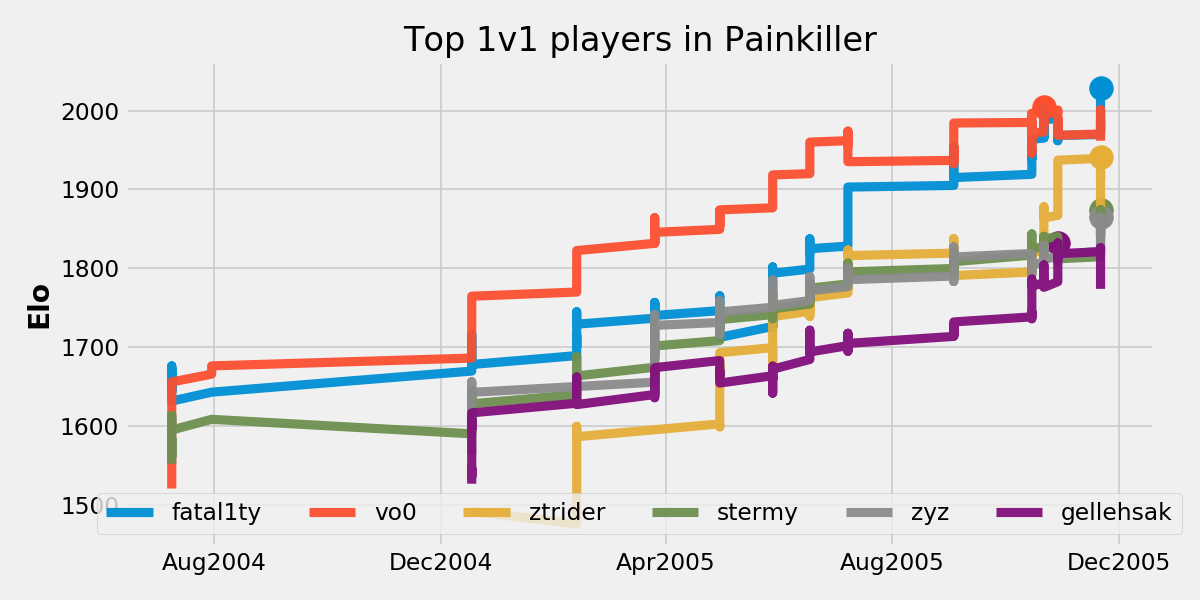 Top 1v1 players in Painkiller
Elo
2000
1900
1800
1700
1600
1500
fatal1ty vo0 ztrider stermy zyz gellehsak
Aug2004 Dec2004 Apr2005 Aug2005 Dec2005